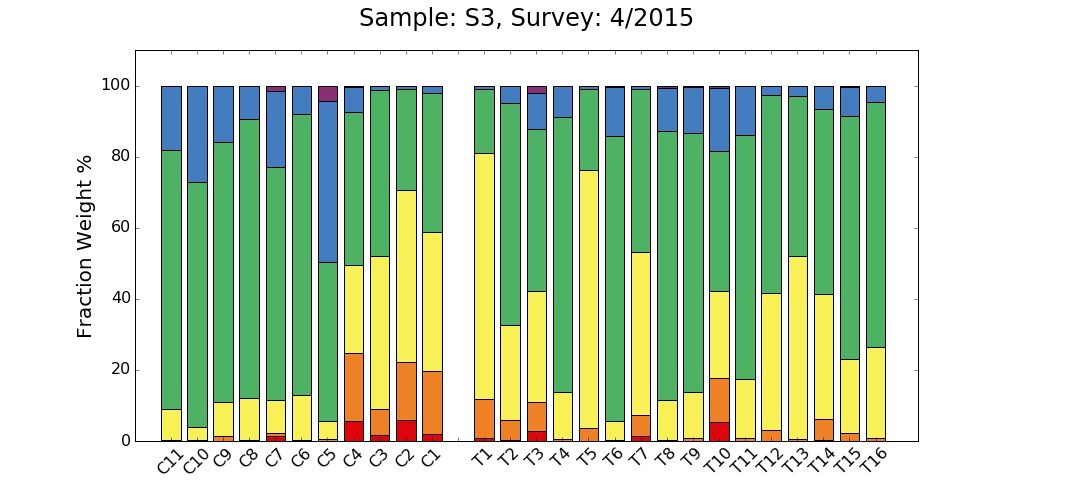 Sample: S3, Survey: 4/2015
Fraction Weight %
100
80
60
40
20
0
C11 C10 C9 C8 C7 C6 C5 C4 C3 C2 C1 T1 T2 T3 T4 T5 T6 T7 T8 T9 T10 T11 T12 T13 T14 T15 T16